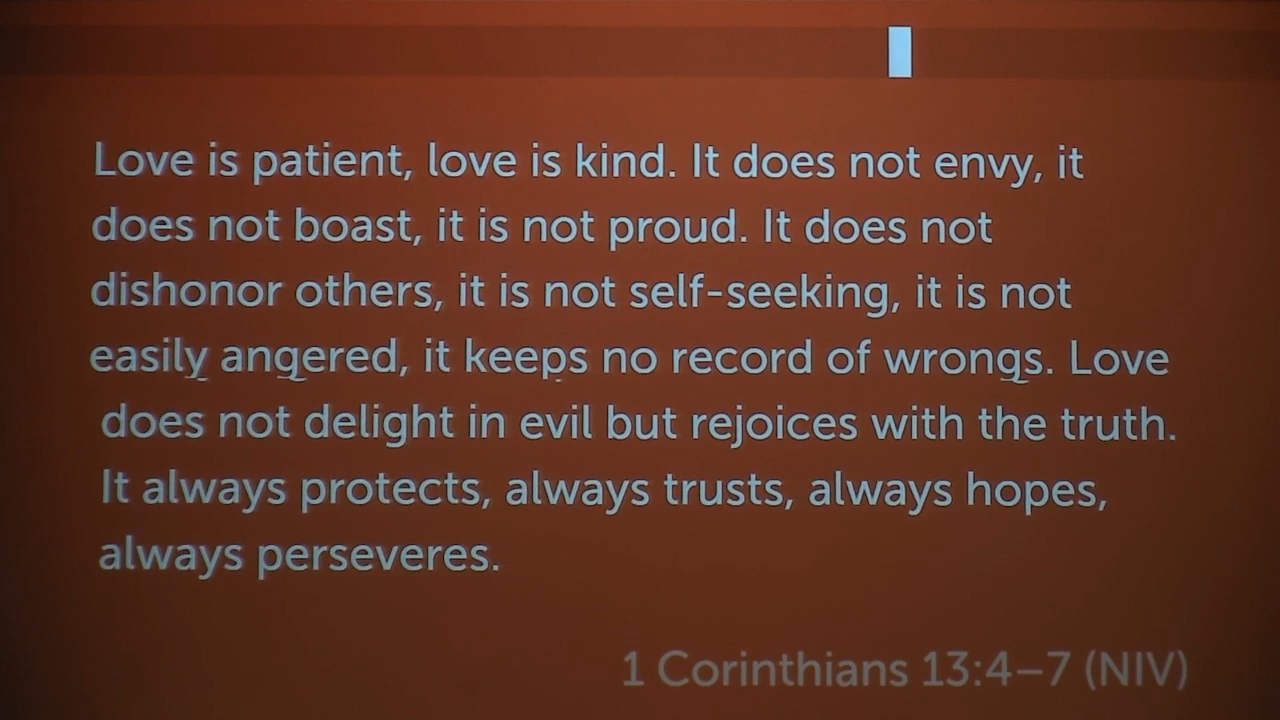 Love is patient, love is kind. It does not envy, it
does not boast, it is not proud. It does not
dishonor others, it is not self-seeking, it is not
easily angered, it keeps no record of wrongs. Love
does not delight in evil but rejoices with the truth.
It always protects, always trusts, always hopes,
always perseveres.
1 Corinthians 13:4–7 (NIV)